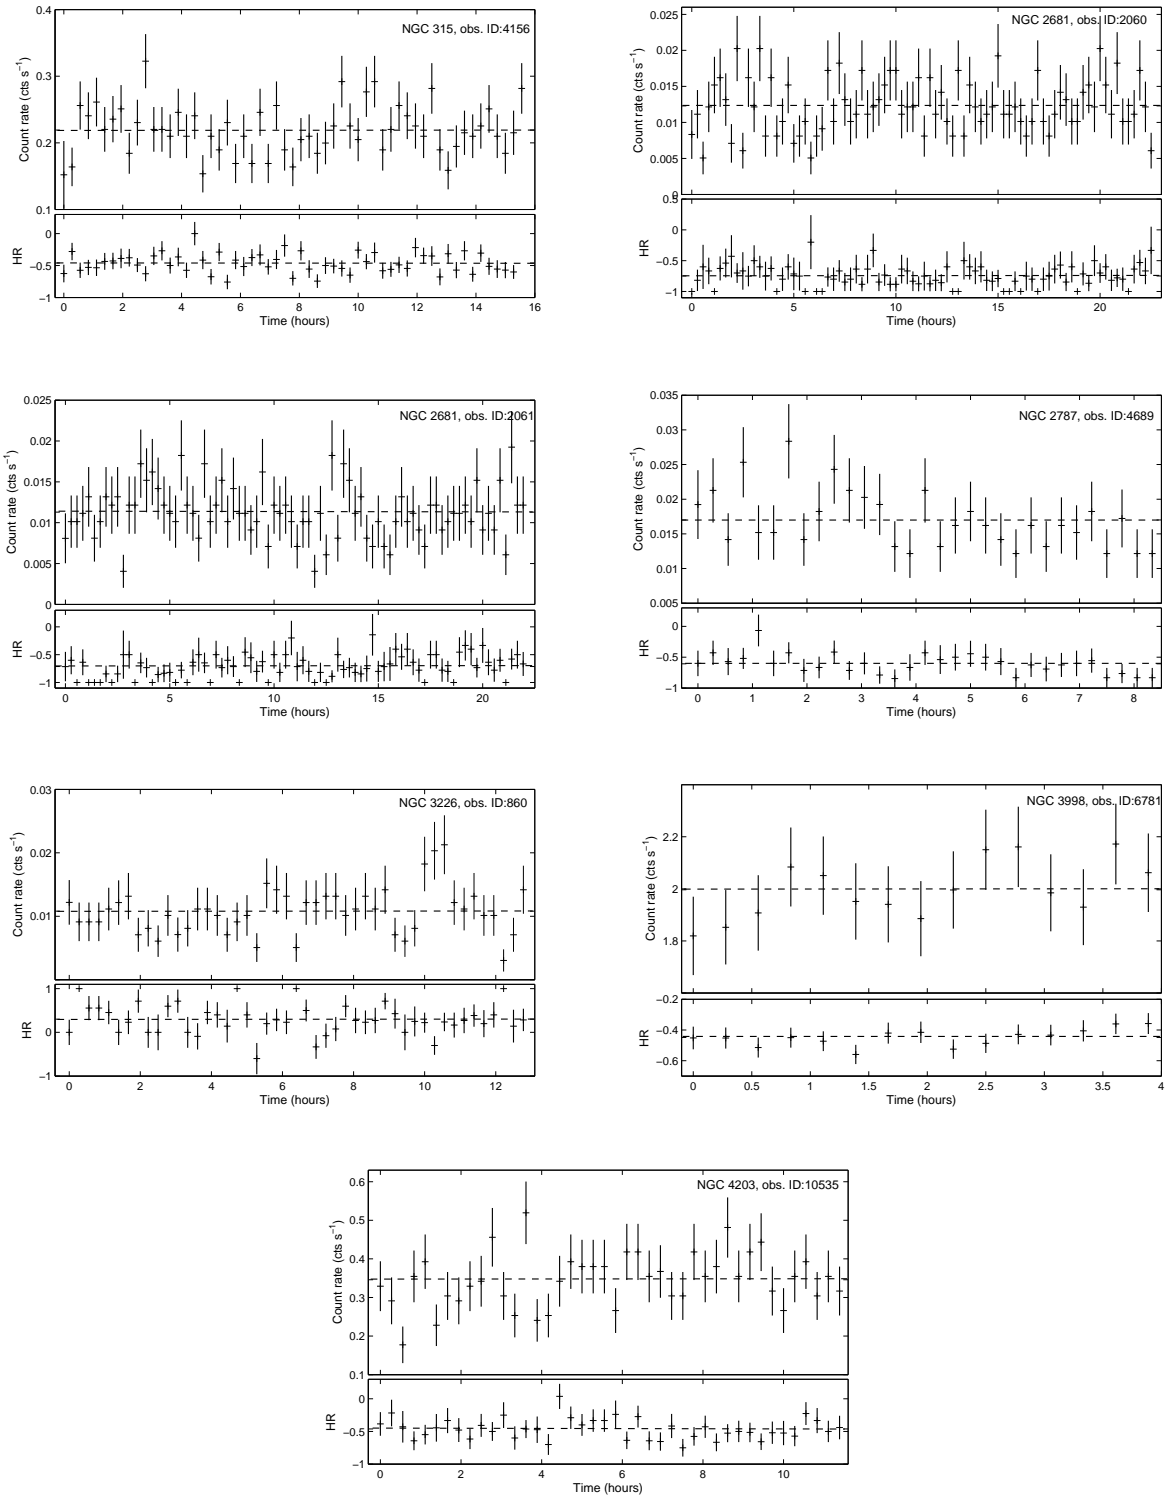 NGC 315, obs. ID:4156
Count rate (cts s⁻¹)
0.4
0.3
0.2
0.1
HR
0
−0.5
−1
0 2 4 6 8 10 12 14 16
Time (hours)
NGC 2681, obs. ID:2060
Count rate (cts s⁻¹)
0.025
0.02
0.015
0.01
0.005
0
HR
0.5
0
−0.5
−1
0 5 10 15 20
Time (hours)
NGC 2681, obs. ID:2061
Count rate (cts s⁻¹)
0.025
0.02
0.015
0.01
0.005
0
HR
0
−0.5
−1
0 5 10 15 20
Time (hours)
NGC 2787, obs. ID:4689
Count rate (cts s⁻¹)
0.035
0.03
0.025
0.02
0.015
0.01
0.005
HR
0
−0.5
−1
0 1 2 3 4 5 6 7 8
Time (hours)
NGC 3226, obs. ID:860
Count rate (cts s⁻¹)
0.03
0.02
0.01
HR
1
0
−1
0 2 4 6 8 10 12
Time (hours)
NGC 3998, obs. ID:6781
Count rate (cts s⁻¹)
2.2
2
1.8
HR
−0.2
−0.4
−0.6
0 0.5 1 1.5 2 2.5 3 3.5 4
Time (hours)
NGC 4203, obs. ID:10535
Count rate (cts s⁻¹)
0.6
0.5
0.4
0.3
0.2
0.1
HR
0
−0.5
−1
0 2 4 6 8 10
Time (hours)